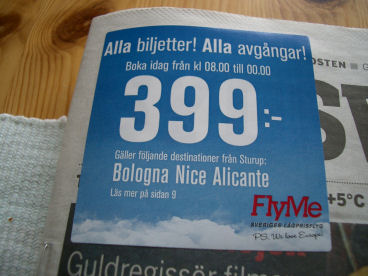 Alla biljetter! Alla avgångar!
Boka idag från kl 08.00 till 00.00
399:-
Gäller följande destinationer från Sturup:
Bologna Nice Alicante
Läs mer på sidan 9
FlyMe
SVERIGES LÅGPRISFLYG
P.S. We love Europe!
OSTEN
+5°C
Guldregissör